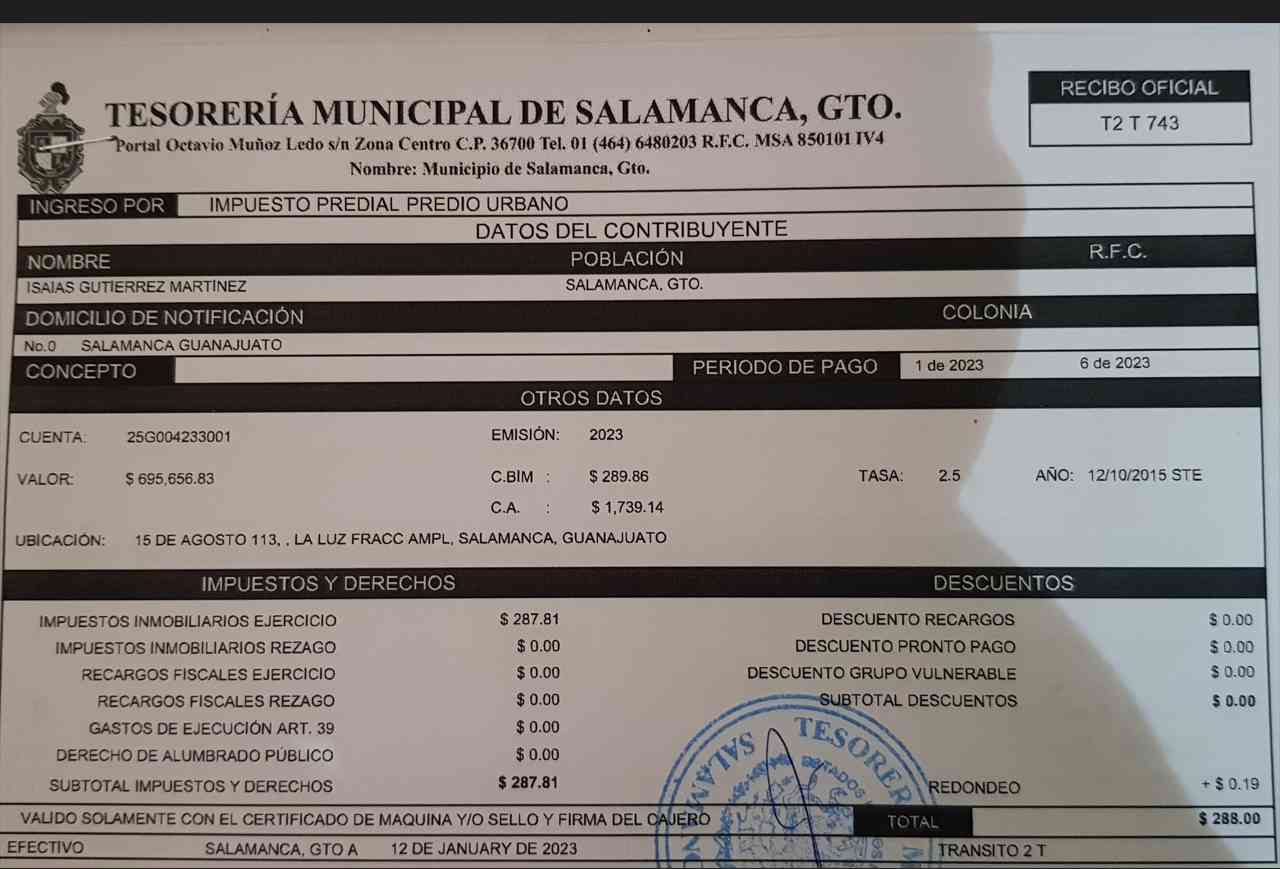 TESORERÍA MUNICIPAL DE SALAMANCA, GTO.
RECIBO OFICIAL
T2 T 743
Portal Octavio Muñoz Ledo s/n Zona Centro C.P. 36700 Tel. 01 (464) 6480203 R.F.C. MSA 850101 IV4
Nombre: Municipio de Salamanca, Gto.
INGRESO POR IMPUESTO PREDIAL PREDIO URBANO
DATOS DEL CONTRIBUYENTE
NOMBRE POBLACIÓN R.F.C.
ISAIAS GUTIERREZ MARTINEZ SALAMANCA, GTO.
DOMICILIO DE NOTIFICACIÓN COLONIA
No.0 SALAMANCA GUANAJUATO
CONCEPTO PERIODO DE PAGO 1 de 2023 6 de 2023
OTROS DATOS
CUENTA: 25G004233001 EMISIÓN: 2023
VALOR: $ 695,656.83 C.BIM : $ 289.86 TASA: 2.5 AÑO: 12/10/2015 STE
C.A. : $ 1,739.14
UBICACIÓN: 15 DE AGOSTO 113, , LA LUZ FRACC AMPL, SALAMANCA, GUANAJUATO
IMPUESTOS Y DERECHOS DESCUENTOS
IMPUESTOS INMOBILIARIOS EJERCICIO $ 287.81 DESCUENTO RECARGOS $ 0.00
IMPUESTOS INMOBILIARIOS REZAGO $ 0.00 DESCUENTO PRONTO PAGO $ 0.00
RECARGOS FISCALES EJERCICIO $ 0.00 DESCUENTO GRUPO VULNERABLE $ 0.00
RECARGOS FISCALES REZAGO $ 0.00 SUBTOTAL DESCUENTOS $ 0.00
GASTOS DE EJECUCIÓN ART. 39 $ 0.00
DERECHO DE ALUMBRADO PÚBLICO $ 0.00
SUBTOTAL IMPUESTOS Y DERECHOS $ 287.81 REDONDEO + $ 0.19
VALIDO SOLAMENTE CON EL CERTIFICADO DE MAQUINA Y/O SELLO Y FIRMA DEL CAJERO TOTAL $ 288.00
EFECTIVO SALAMANCA, GTO A 12 DE JANUARY DE 2023 TRANSITO 2 T